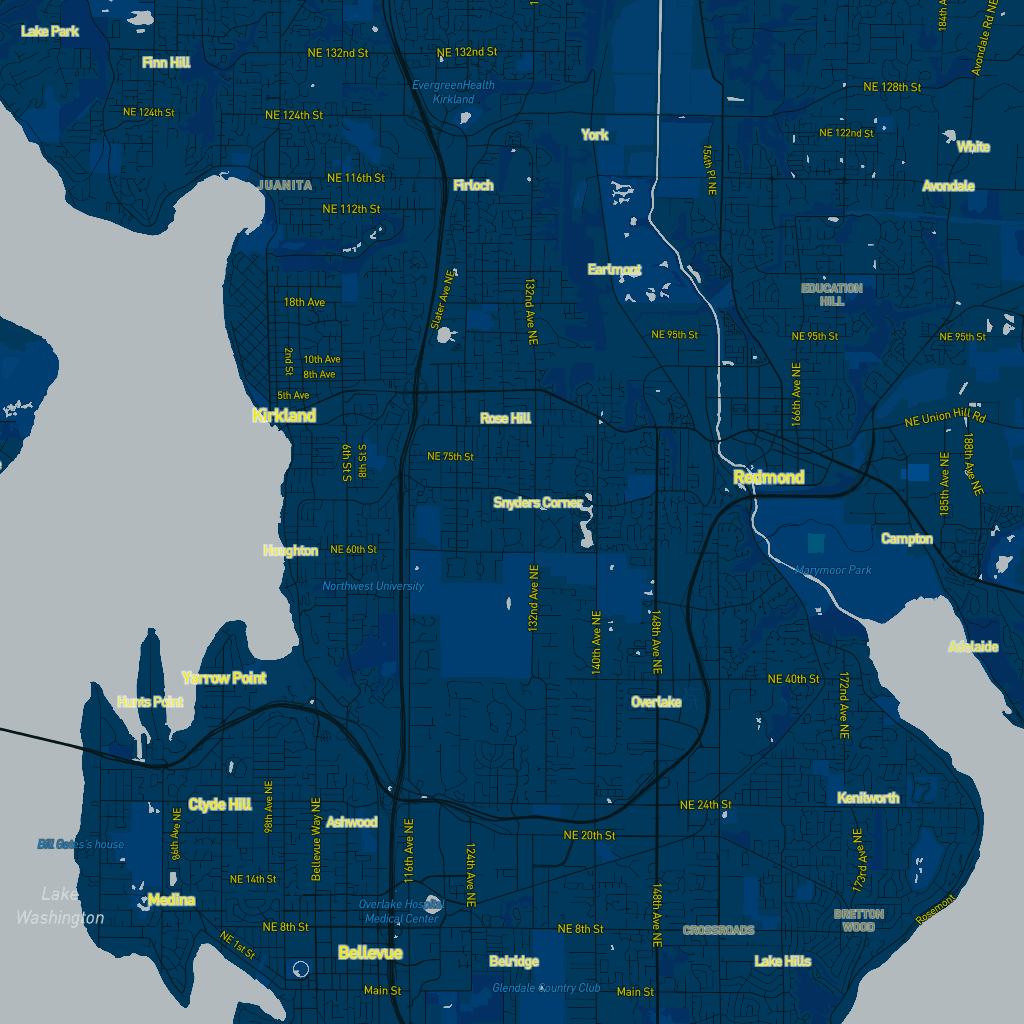 184th A
Avondale Rd NE
Lake Park
NE 132nd St
NE 132nd St
Finn Hill
EvergreenHealth
Kirkland
NE 128th St
NE 124th St
NE 124th St
York
NE 122nd St
White
154th Pl NE
JUANITA
NE 116th St
Firloch
Avondale
NE 112th St
Earlmont
EDUCATION
HILL
18th Ave
Slater Ave NE
132nd Ave NE
NE 95th St
NE 95th St
NE 95th St
2nd St
10th Ave
8th Ave
5th Ave
166th Ave NE
Kirkland
Rose Hill
NE Union Hill Rd
6th St S
8th St S
NE 75th St
188th Ave NE
185th Ave NE
Redmond
Snyders Corner
Campton
Houghton
NE 60th St
Marymoor Park
Northwest University
132nd Ave NE
140th Ave NE
148th Ave NE
Adelaide
Yarrow Point
NE 40th St
172nd Ave NE
Hunts Point
Overlake
Clyde Hill
98th Ave NE
Bellevue Way NE
Ashwood
NE 24th St
Kenilworth
86th Ave NE
116th Ave NE
NE 20th St
Bill Gates's house
124th Ave NE
173rd Ave NE
NE 14th St
Lake
Washington
Medina
Overlake Hospital
Medical Center
148th Ave NE
Rosemont
BRETTON
WOOD
NE 8th St
NE 8th St
CROSSROADS
NE 1st St
Bellevue
Belridge
Lake Hills
Main St
Glendale Country Club
Main St